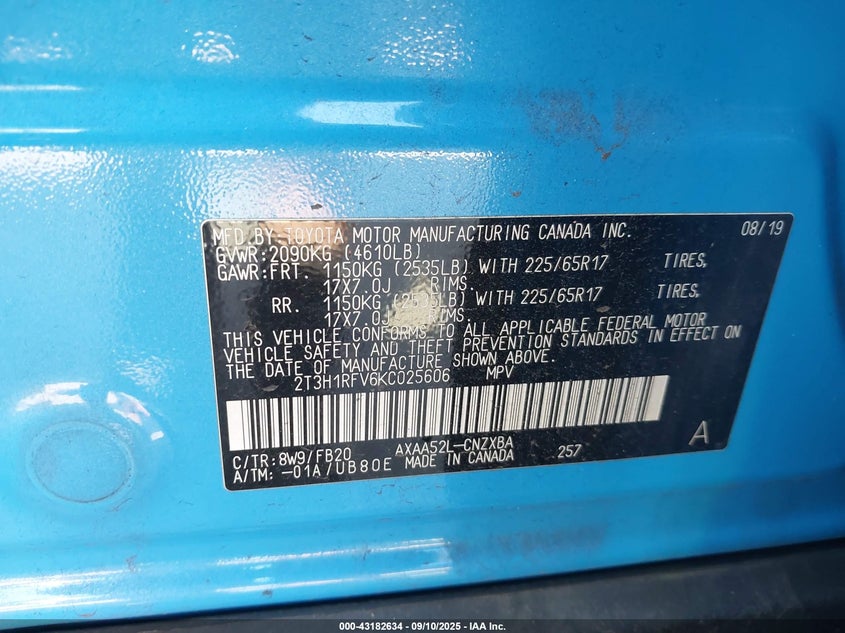 MFD.BY TOYOTA MOTOR MANUFACTURING CANADA INC. 08/19
GVWR:2090KG (4610LB)
GAWR:FRT. 1150KG (2535LB) WITH 225/65R17 TIRES,
17X7.0J RIMS.
RR. 1150KG (2535LB) WITH 225/65R17 TIRES,
17X7.0J RIMS.
THIS VEHICLE CONFORMS TO ALL APPLICABLE FEDERAL MOTOR
VEHICLE SAFETY AND THEFT PREVENTION STANDARDS IN EFFECT ON
THE DATE OF MANUFACTURE SHOWN ABOVE.
2T3H1RFV6KC025606 MPV
C/TR:8W9/FB20 AXAA52L-CNZXBA A
A/TM:-01A/UB80E MADE IN CANADA 257
000-43182634 - 09/10/2025 - IAA Inc.